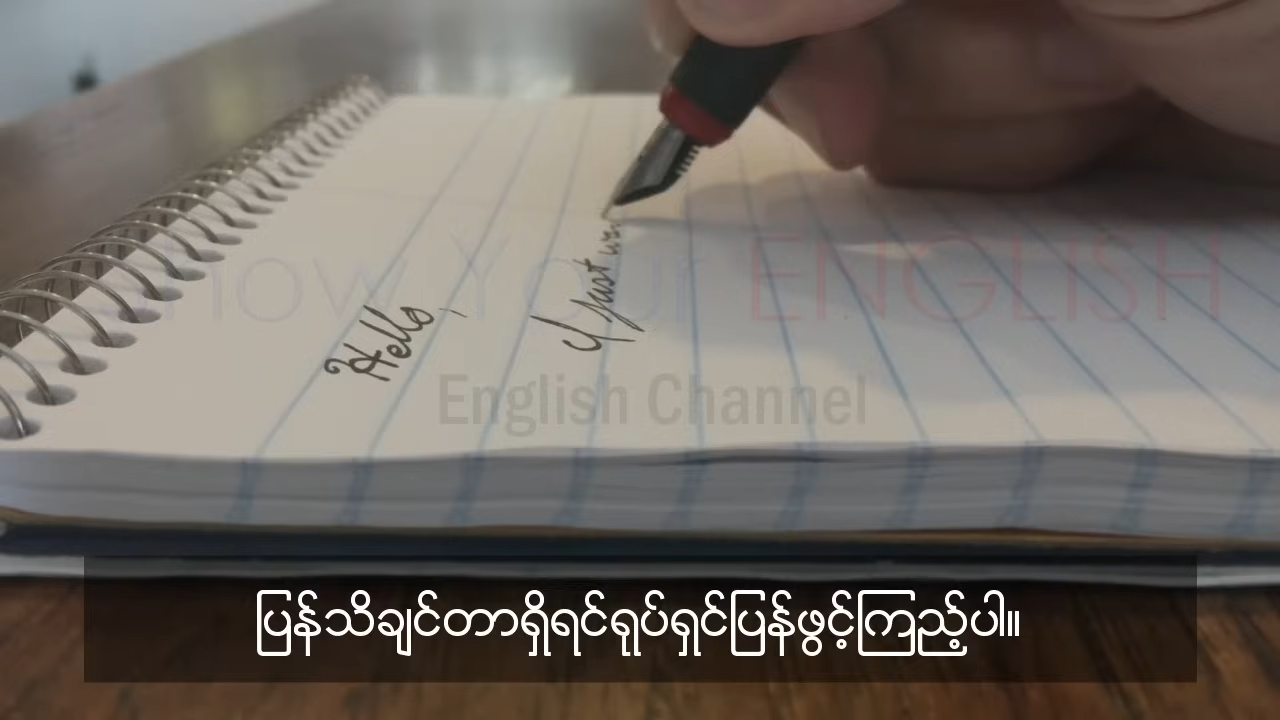 Show Your ENGLISH
English Channel
Hello,
I just
ပြန်သိချင်တာရှိရင်ရုပ်ရှင်ပြန်ဖွင့်ကြည့်ပါ။